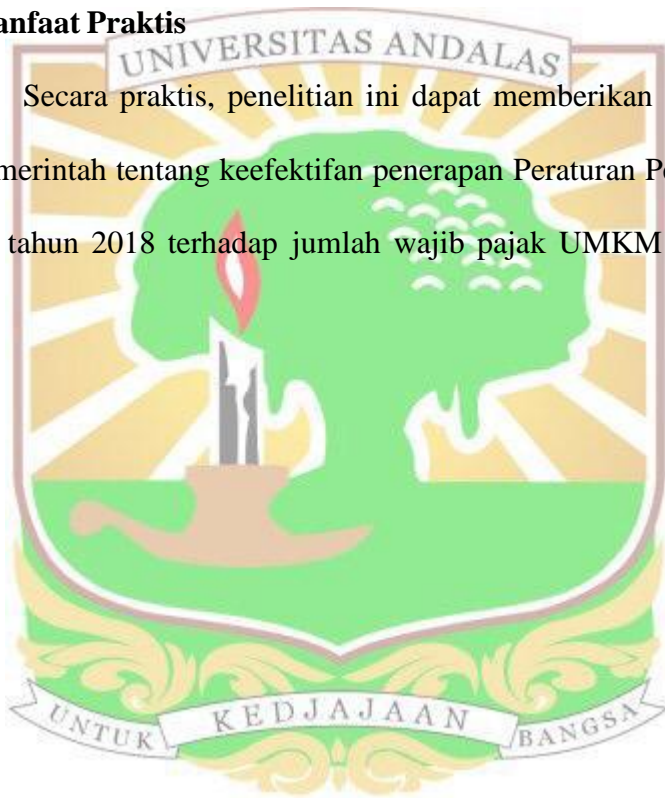 anfaat Praktis
UNIVERSITAS ANDALAS
Secara praktis, penelitian ini dapat memberikan
merintah tentang keefektifan penerapan Peraturan Pe
tahun 2018 terhadap jumlah wajib pajak UMKM
UNTUK KEDJAJAAN BANGSA